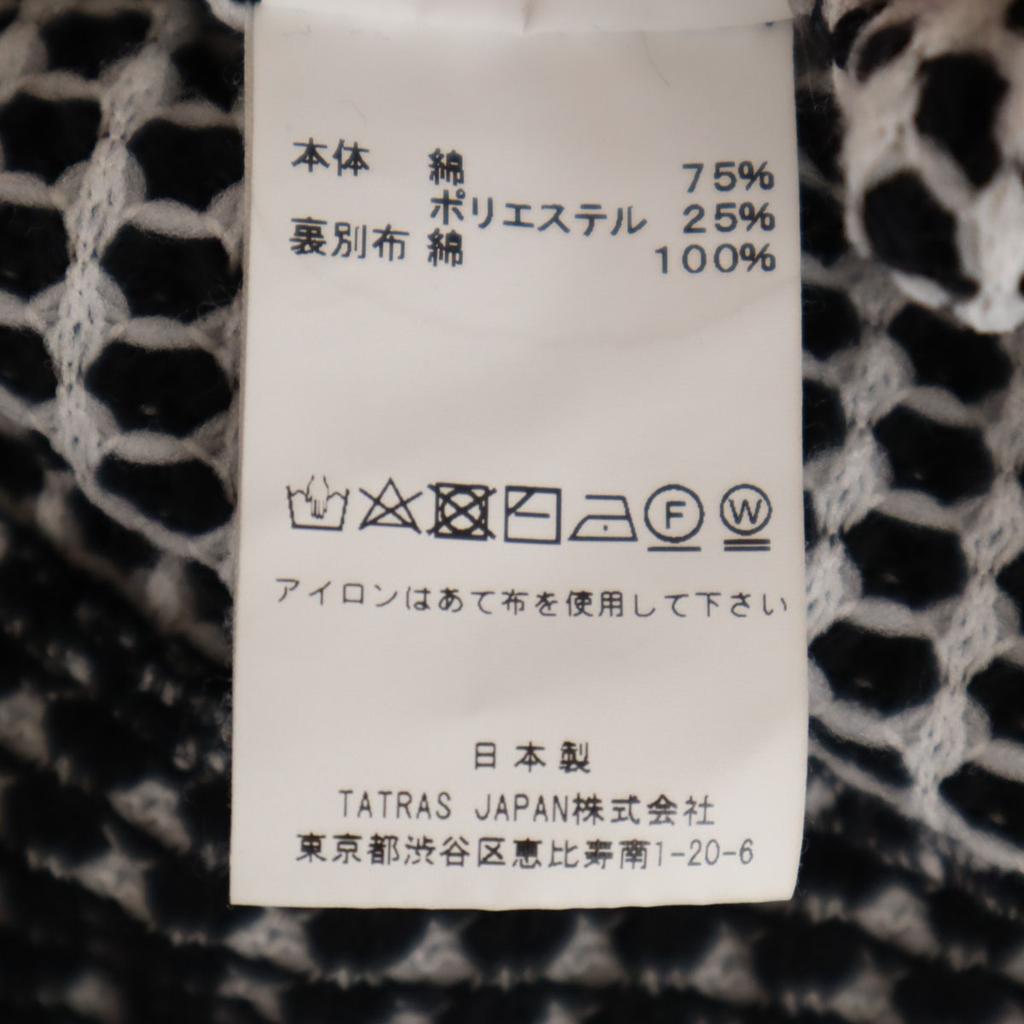 本体 綿 75%
ポリエステル 25%
裏別布 綿 100%
F W
アイロンはあて布を使用して下さい
日本製
TATRAS JAPAN株式会社
東京都渋谷区恵比寿南1-20-6